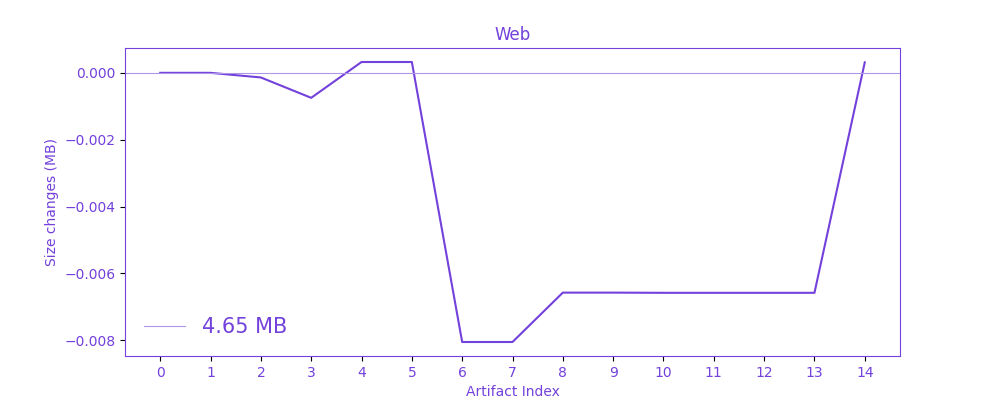 Web
0.000
−0.002
−0.004
−0.006
−0.008
Size changes (MB)
4.65 MB
0 1 2 3 4 5 6 7 8 9 10 11 12 13 14
Artifact Index